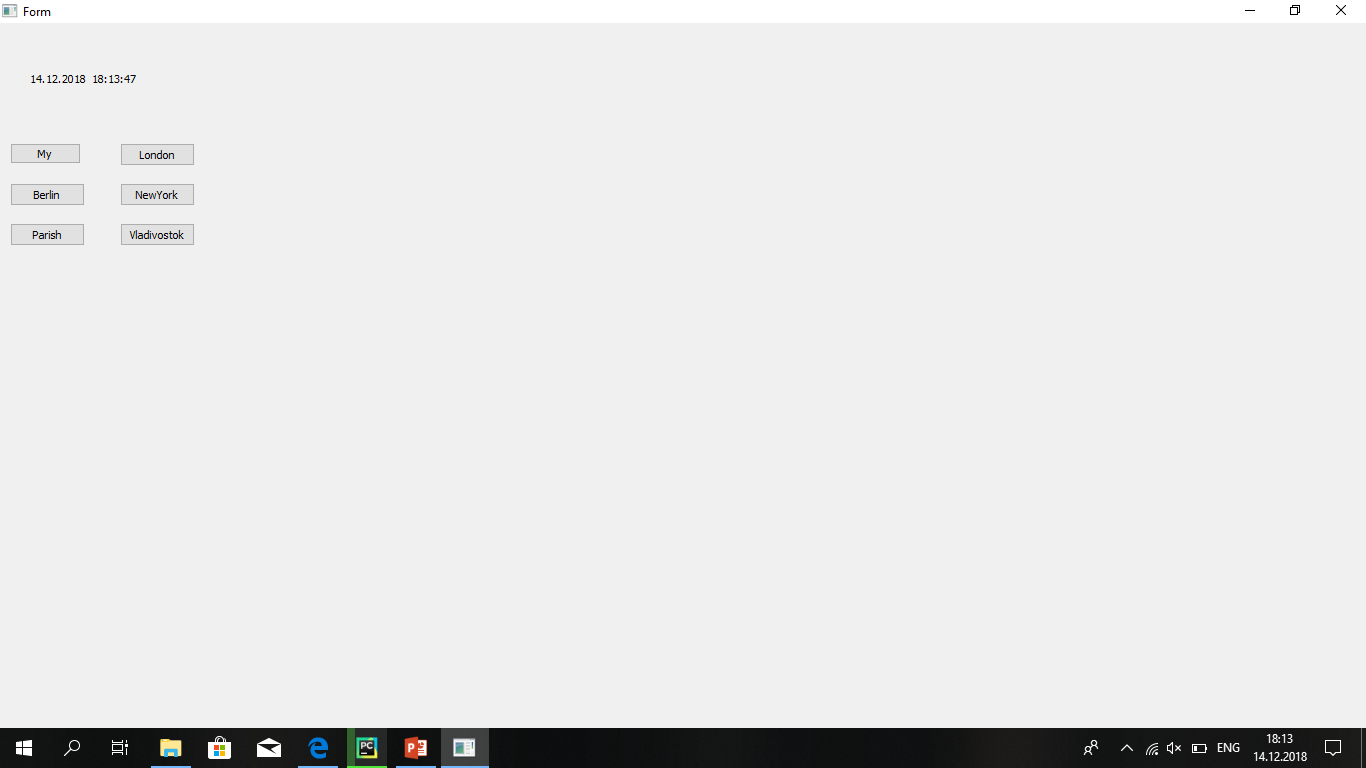 Form
14.12.2018 18:13:47
My London
Berlin NewYork
Parish Vladivostok
PC
P
ENG
18:13
14.12.2018